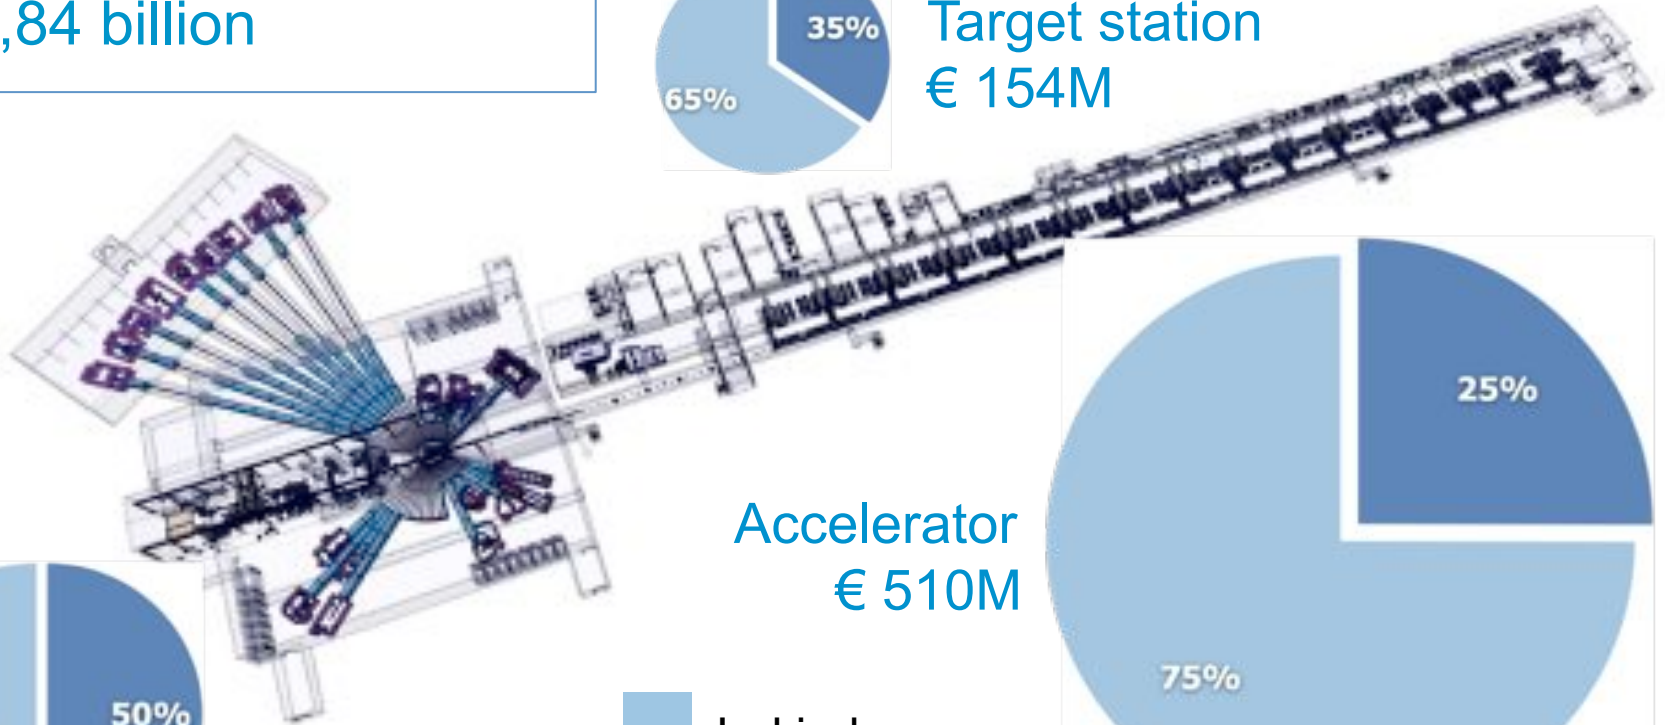 ,84 billion
35%
65%
Target station
€ 154M
25%
Accelerator
€ 510M
75%
50%